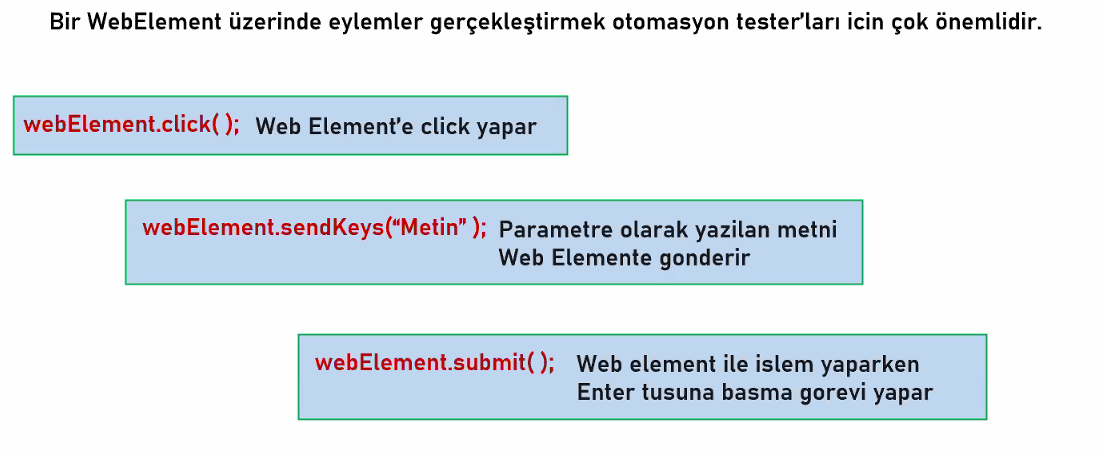 Bir WebElement üzerinde eylemler gerçekleştirmek otomasyon tester’ları icin çok önemlidir.
webElement.click( ); Web Element’e click yapar
webElement.sendKeys(“Metin” ); Parametre olarak yazilan metni
Web Elemente gonderir
webElement.submit( ); Web element ile islem yaparken
Enter tusuna basma gorevi yapar